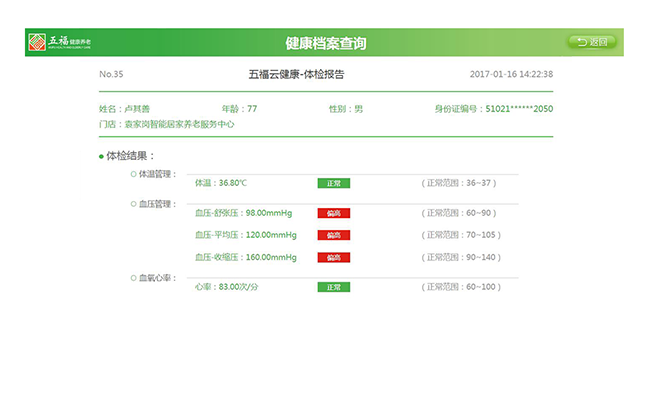 五福 健康养老
健康档案查询
返回
No.35 五福云健康-体检报告 2017-01-16 14:22:38
姓名：卢其善 年龄：77 性别：男 身份证编号：51021******2050
门店：袁家岗智能居家养老服务中心
体检结果：
体温管理：
体温：36.80℃ 正常 （正常范围：36~37）
血压管理：
血压-舒张压：98.00mmHg 偏高 （正常范围：60~90）
血压-平均压：120.00mmHg 偏高 （正常范围：70~105）
血压-收缩压：160.00mmHg 偏高 （正常范围：90~140）
血氧心率：
心率：83.00次/分 正常 （正常范围：60~100）